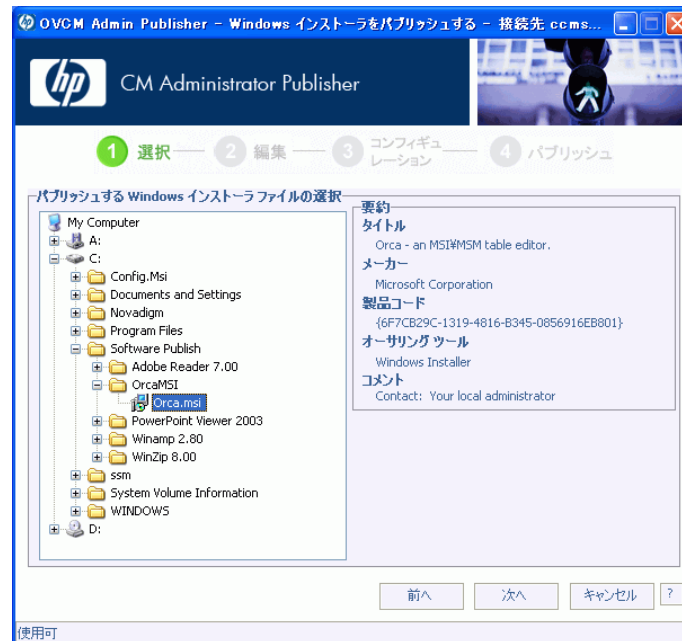 OVCM Admin Publisher - Windows インストーラをパブリッシュする - 接続先 ccms...
hp
CM Administrator Publisher
1 選択
2 編集
3 コンフィギュ
レーション
4 パブリッシュ
パブリッシュする Windows インストーラ ファイルの選択
My Computer
A:
C:
Config.Msi
Documents and Settings
Novadigm
Program Files
Software Publish
Adobe Reader 7.00
OrcaMSI
Orca.msi
PowerPoint Viewer 2003
Winamp 2.80
WinZip 8.00
ssm
System Volume Information
WINDOWS
D:
要約
タイトル
Orca - an MSI¥MSM table editor.
メーカー
Microsoft Corporation
製品コード
{6F7CB29C-1319-4816-B345-0856916EB801}
オーサリング ツール
Windows Installer
コメント
Contact: Your local administrator
前へ
次へ
キャンセル
?
使用可